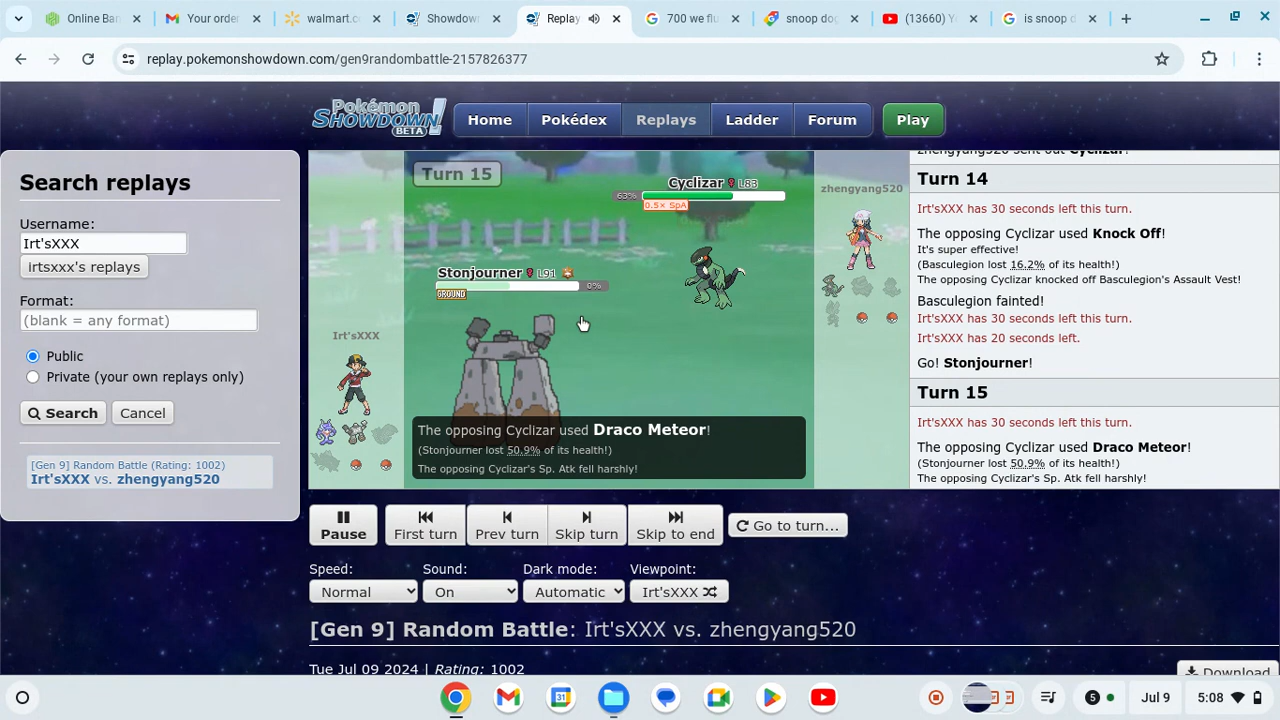 Online Ban
Your order
walmart.c
Showdow
Replay
700 we flu
snoop dog
(13660) Y
is snoop d
replay.pokemonshowdown.com/gen9randombattle-2157826377
Pokémon
SHOWDOWN!
BETA
Home
Pokédex
Replays
Ladder
Forum
Play
Search replays
Username:
Irt'sXXX
irtsxxx's replays
Format:
(blank = any format)
Public
Private (your own replays only)
Search
Cancel
[Gen 9] Random Battle (Rating: 1002)
Irt'sXXX vs. zhengyang520
Turn 15
Cyclizar L83
63%
0.5× SpA
Stonjourner L91
0%
GROUND
Irt'sXXX
zhengyang520
The opposing Cyclizar used Draco Meteor!
(Stonjourner lost 50.9% of its health!)
The opposing Cyclizar's Sp. Atk fell harshly!
zhengyang520 sent out Cyclizar!
Turn 14
Irt'sXXX has 30 seconds left this turn.
The opposing Cyclizar used Knock Off!
It's super effective!
(Basculegion lost 16.2% of its health!)
The opposing Cyclizar knocked off Basculegion's Assault Vest!
Basculegion fainted!
Irt'sXXX has 30 seconds left this turn.
Irt'sXXX has 20 seconds left.
Go! Stonjourner!
Turn 15
Irt'sXXX has 30 seconds left this turn.
The opposing Cyclizar used Draco Meteor!
(Stonjourner lost 50.9% of its health!)
The opposing Cyclizar's Sp. Atk fell harshly!
Pause
First turn
Prev turn
Skip turn
Skip to end
Go to turn...
Speed:
Sound:
Dark mode:
Viewpoint:
Normal
On
Automatic
Irt'sXXX
[Gen 9] Random Battle: Irt'sXXX vs. zhengyang520
Tue Jul 09 2024 | Rating: 1002
Download
31
5
Jul 9
5:08